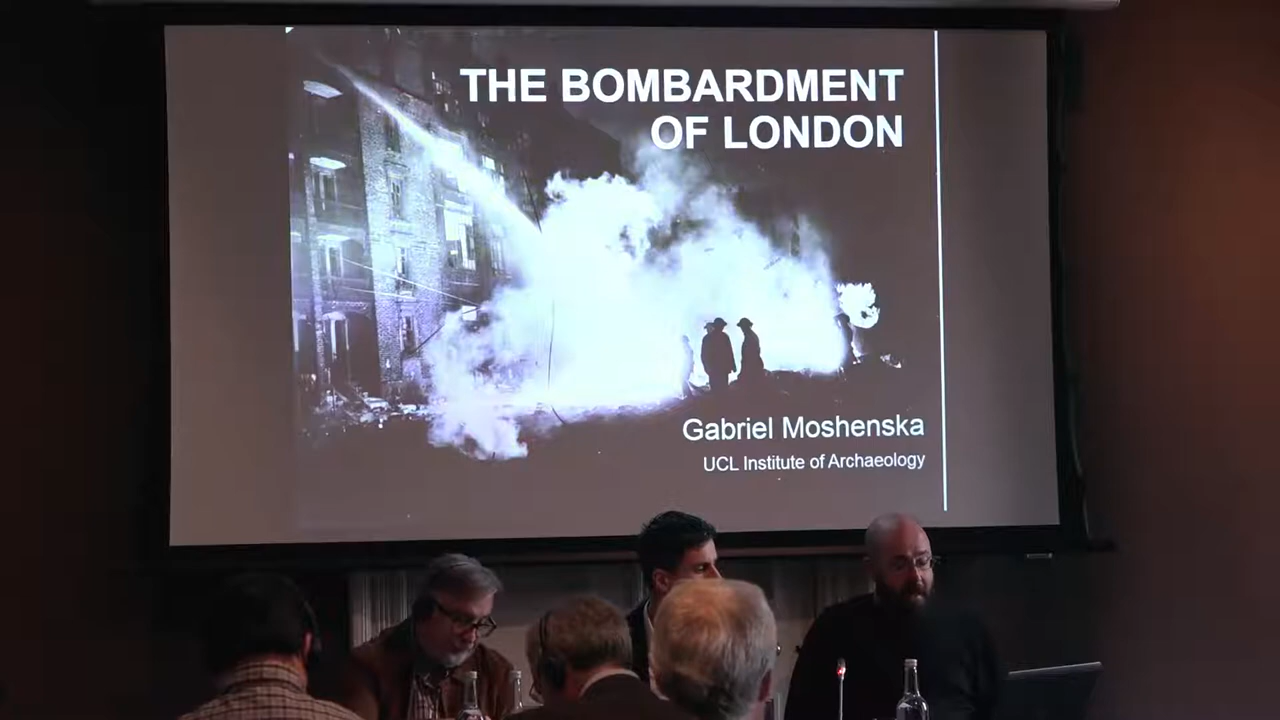 THE BOMBARDMENT
OF LONDON
Gabriel Moshenska
UCL Institute of Archaeology